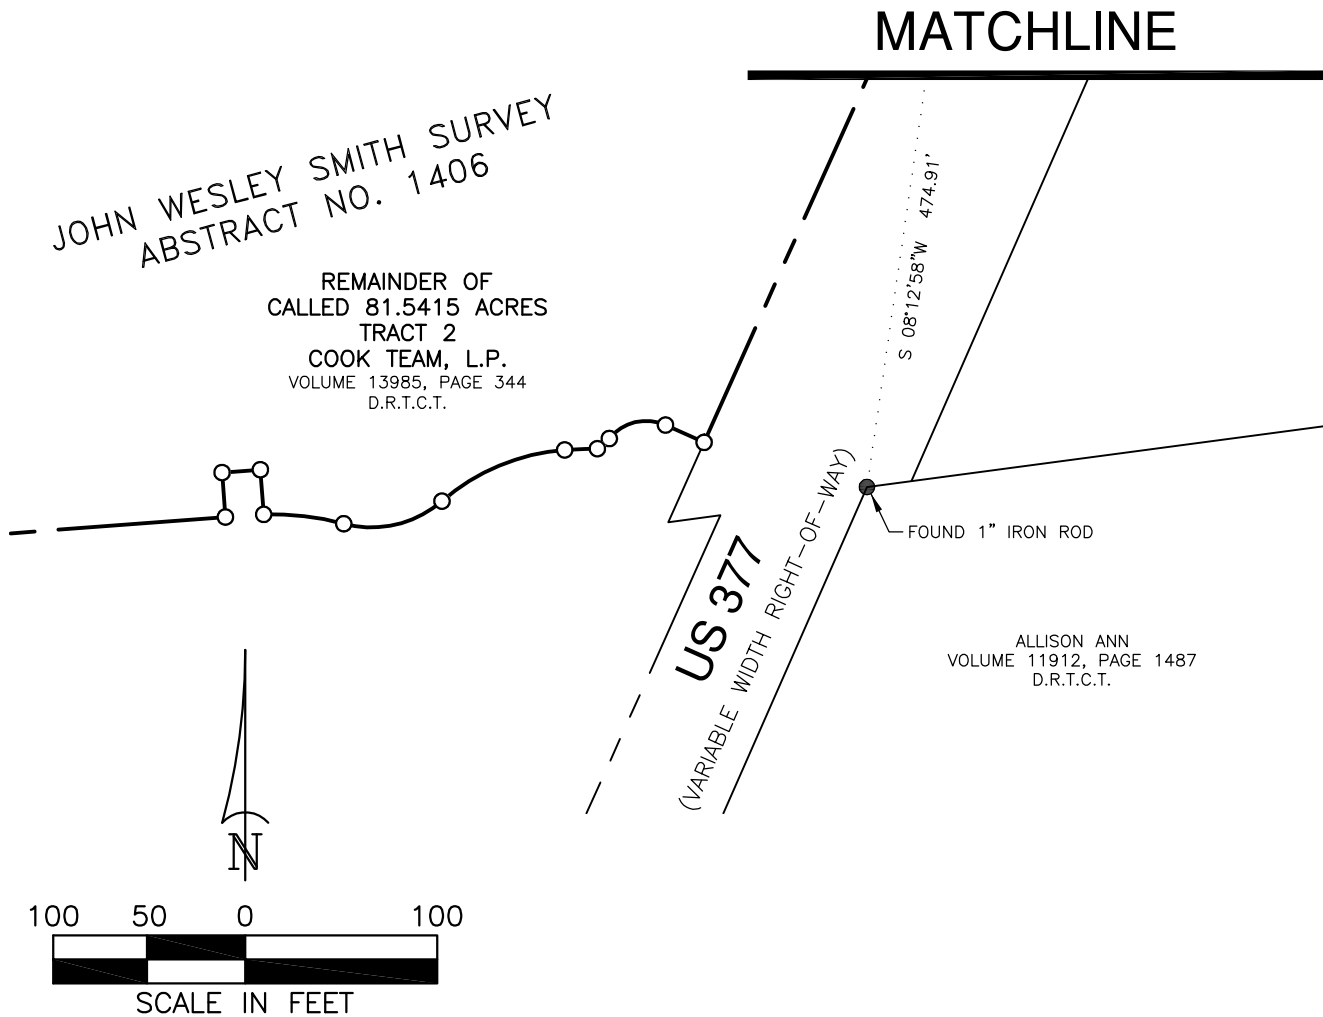 MATCHLINE
JOHN WESLEY SMITH SURVEY
ABSTRACT NO. 1406
REMAINDER OF
CALLED 81.5415 ACRES
TRACT 2
COOK TEAM, L.P.
VOLUME 13985, PAGE 344
D.R.T.C.T.
S 08°12'58"W 474.91'
FOUND 1" IRON ROD
US 377
(VARIABLE WIDTH RIGHT-OF-WAY)
ALLISON ANN
VOLUME 11912, PAGE 1487
D.R.T.C.T.
N
100 50 0 100
SCALE IN FEET